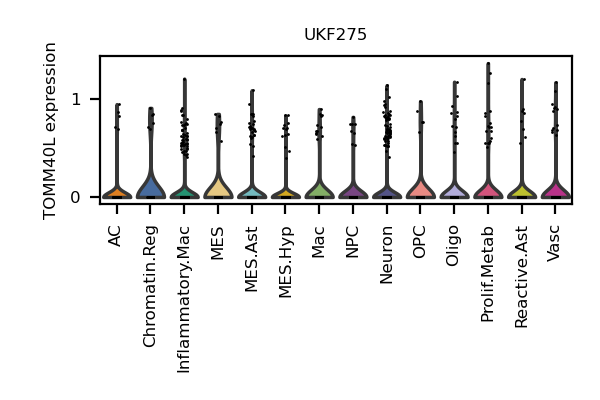 UKF275
TOMM40L expression
1
0
AC
Chromatin.Reg
Inflammatory.Mac
MES
MES.Ast
MES.Hyp
Mac
NPC
Neuron
OPC
Oligo
Prolif.Metab
Reactive.Ast
Vasc